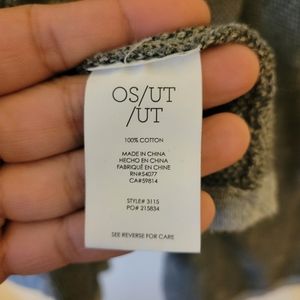 OS/UT
/UT
100% COTTON
MADE IN CHINA
HECHO EN CHINA
FABRIQUÉ EN CHINE
RN#54077
CA#59814
STYLE# 3115
PO# 215834
SEE REVERSE FOR CARE